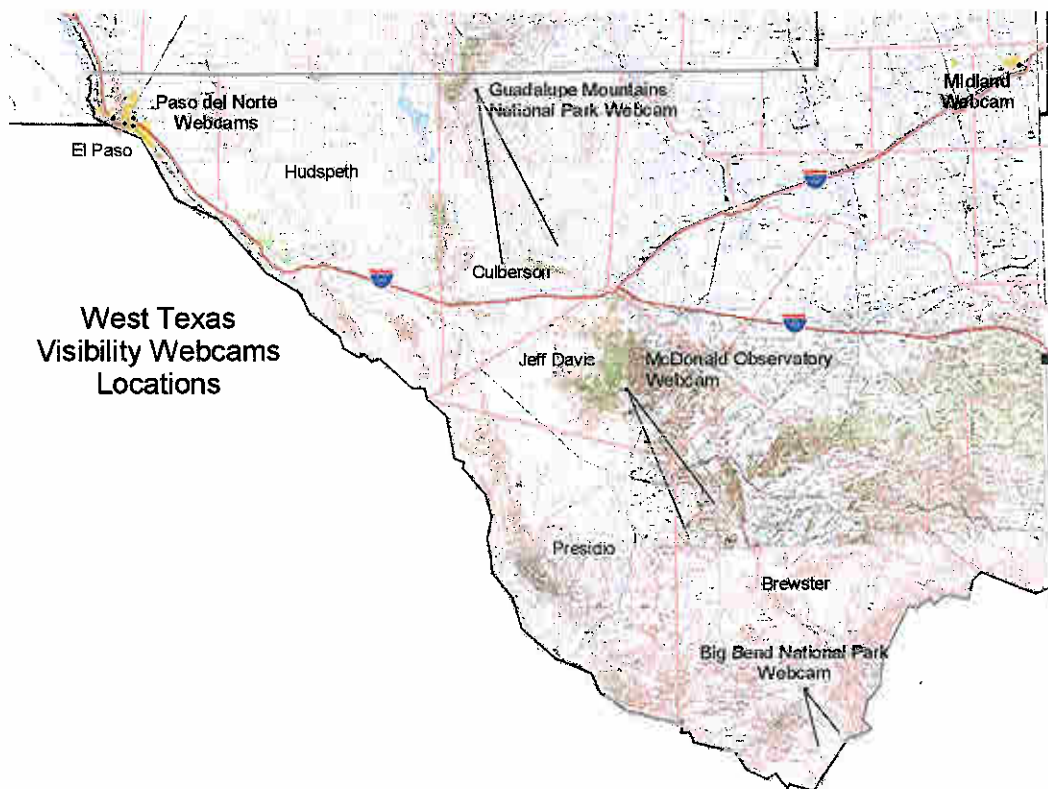 Paso del Norte
Webcams
El Paso
Hudspeth
Guadalupe Mountains
National Park Webcam
Midland
Webcam
Culberson
West Texas
Visibility Webcams
Locations
Jeff Davis
McDonald Observatory
Webcam
Presidio
Brewster
Big Bend National Park
Webcam